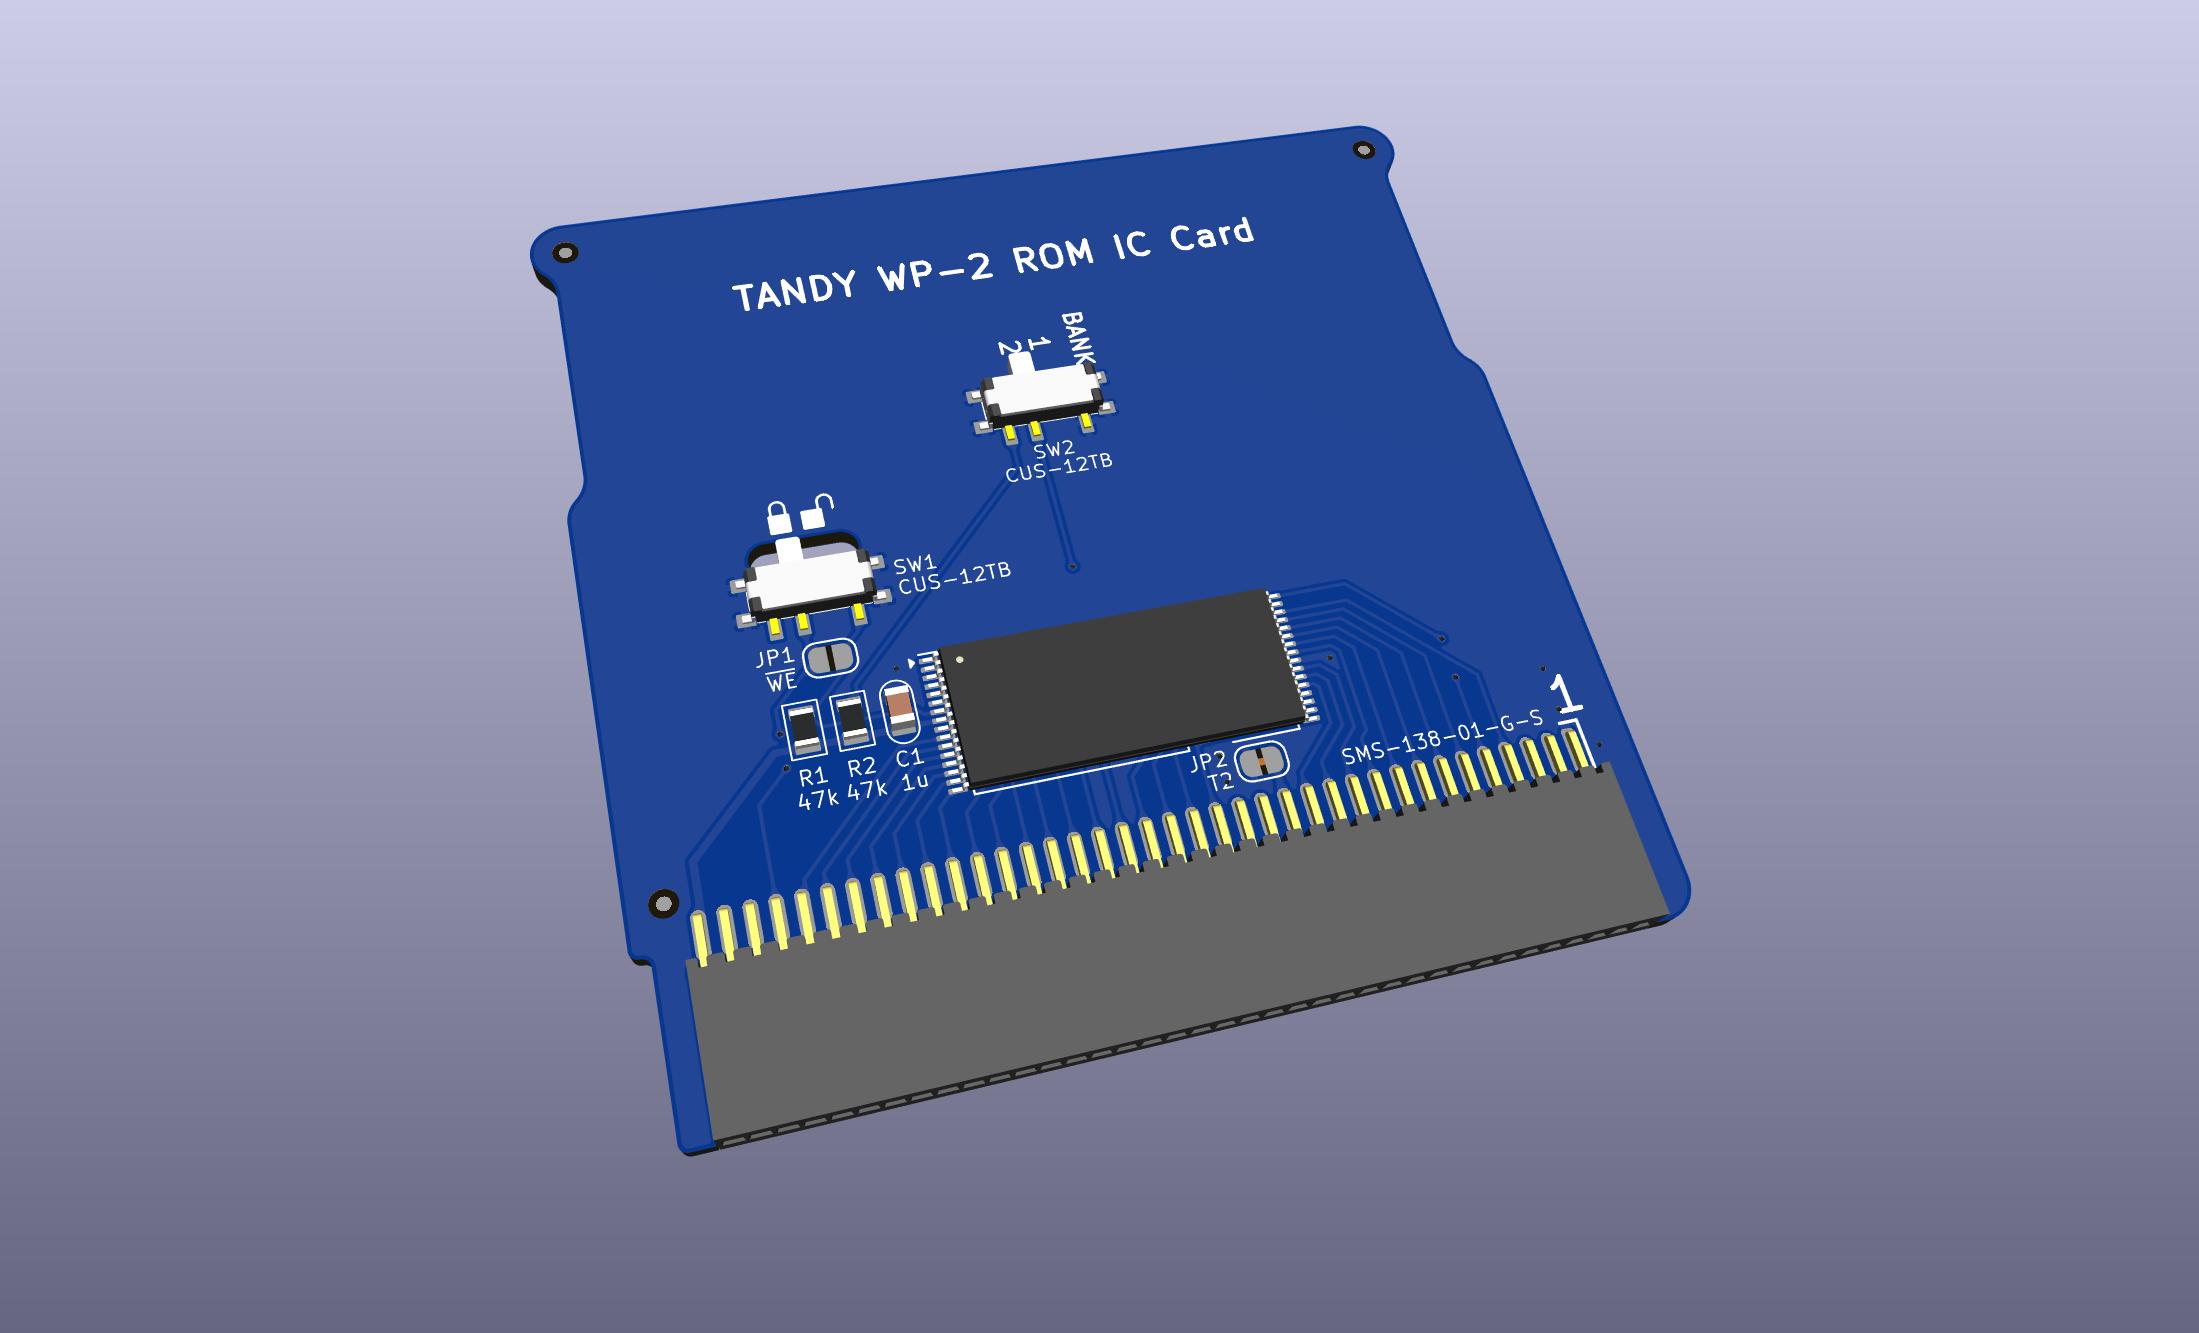 TANDY WP-2 ROM IC Card
BANK
1
2
SW2
CUS-12TB
SW1
CUS-12TB
JP1
WE
R1
47k
R2
47k
C1
1u
JP2
T2
SMS-138-01-G-S
1